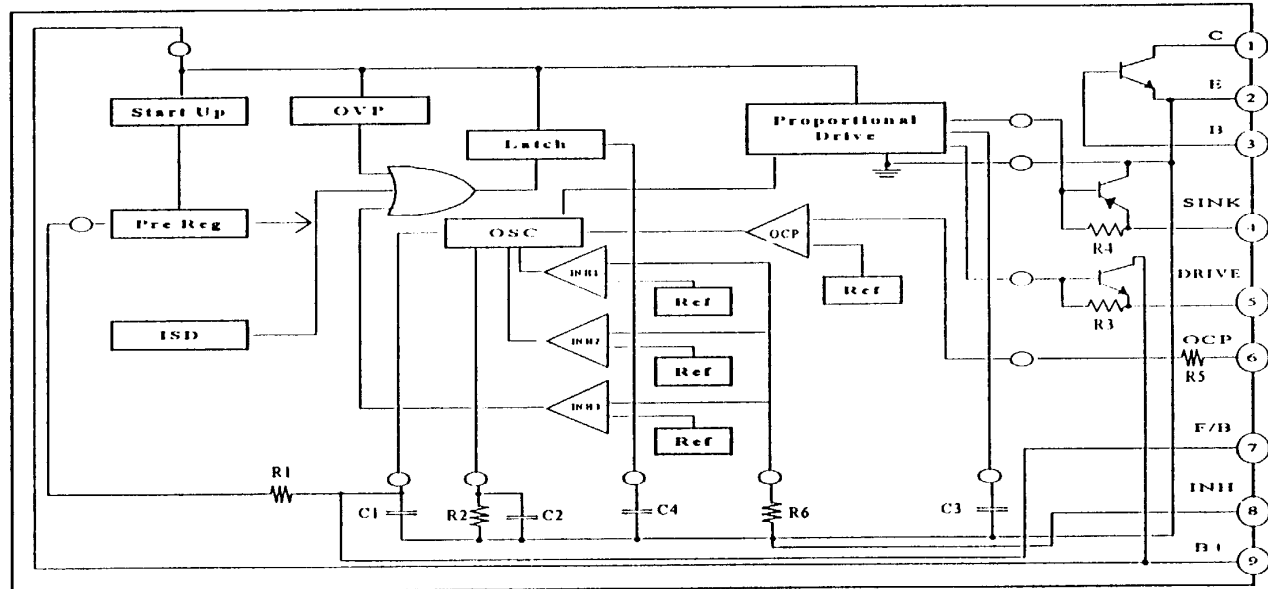 C
1
E
2
B
3
Start Up
OVP
Latch
Proportional
Drive
Pre Reg
OSC
OCP
SINK
R4
4
INH1
Ref
Ref
DRIVE
R3
5
INH2
Ref
OCP
R5
6
INH3
Ref
F/B
7
R1
C1
R2
C2
C4
R6
C3
INH
8
9